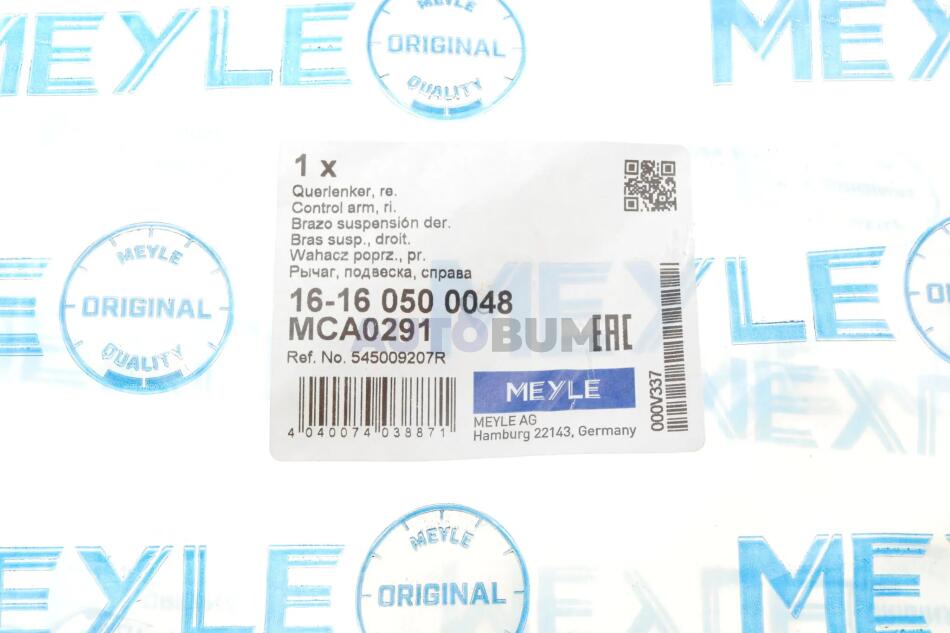 MEYLE
MEYLE
ORIGINAL
QUALITY
MEYLE
1 x
Querlenker, re.
Control arm, ri.
Brazo suspensión der.
Bras susp., droit.
Wahacz poprz., pr.
Рычаг, подвеска, справа
16-16 050 0048
MCA0291
AUTOBUM
EAC
Ref. No. 545009207R
4 040074 038871
MEYLE
MEYLE AG
Hamburg 22143, Germany
000V337
MEYLE
ORIGINAL
QUALITY
MEYLE
MEYLE
ORIGINAL